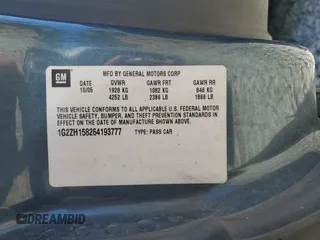 GM
MFD BY GENERAL MOTORS CORP
DATE 10/05 GVWR GAWR FRT GAWR RR
1928 KG 1082 KG 846 KG
4252 LB 2386 LB 1866 LB
THIS VEHICLE CONFORMS TO ALL APPLICABLE U.S. FEDERAL MOTOR
VEHICLE SAFETY, BUMPER, AND THEFT PREVENTION STANDARDS IN
EFFECT ON THE DATE OF MANUFACTURE SHOWN ABOVE.
1G2ZH158264193777 TYPE: PASS CAR
DREAMBID